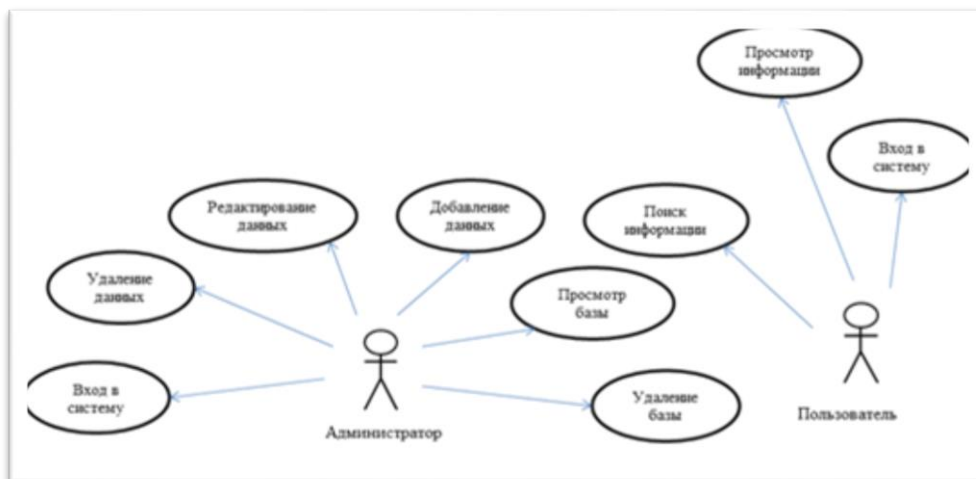 Просмотр
информации
Вход в
систему
Редактирование
данных
Добавление
данных
Поиск
информации
Удаление
данных
Просмотр
базы
Вход в
систему
Удаление
базы
Администратор
Пользователь